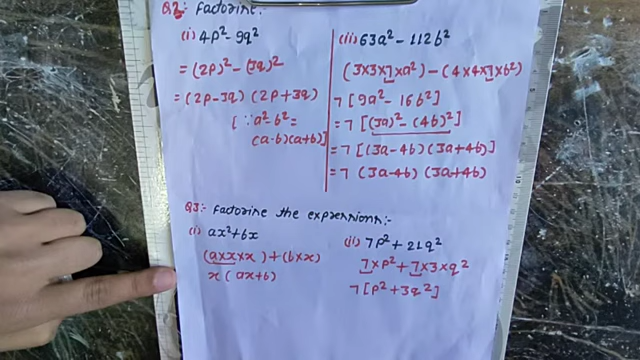 Q2:- Factorize:
(i) 4p² - 9q²
= (2p)² - (3q)²
= (2p-3q) (2p+3q)
[∵ a²-b² =
(a-b)(a+b)]
(ii) 63a² - 112b²
(3×3×7×a²) - (4×4×7×b²)
7 [9a² - 16b²]
= 7 [(3a)² - (4b)²]
= 7 [(3a-4b) (3a+4b)]
= 7 (3a-4b) (3a+4b)
Q3:- Factorize the expressions:-
(i) ax²+bx
(a×x×x) + (b×x)
x (ax+b)
(ii) 7p² + 21q²
7×p² + 7×3×q²
7 [p² + 3q²]